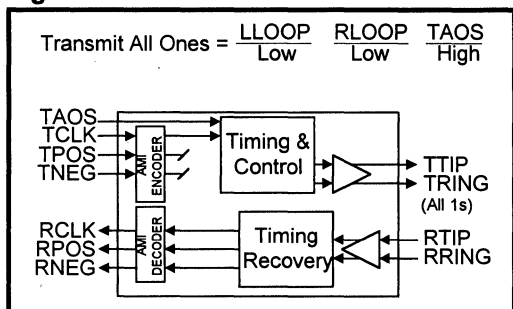 Transmit All Ones = LLOOP RLOOP TAOS
Low Low High
TAOS
TCLK
TPOS
TNEG
AMI
ENCODER
Timing &
Control
TTIP
TRING
(All 1s)
RCLK
RPOS
RNEG
AMI
DECODER
Timing
Recovery
RTIP
RRING